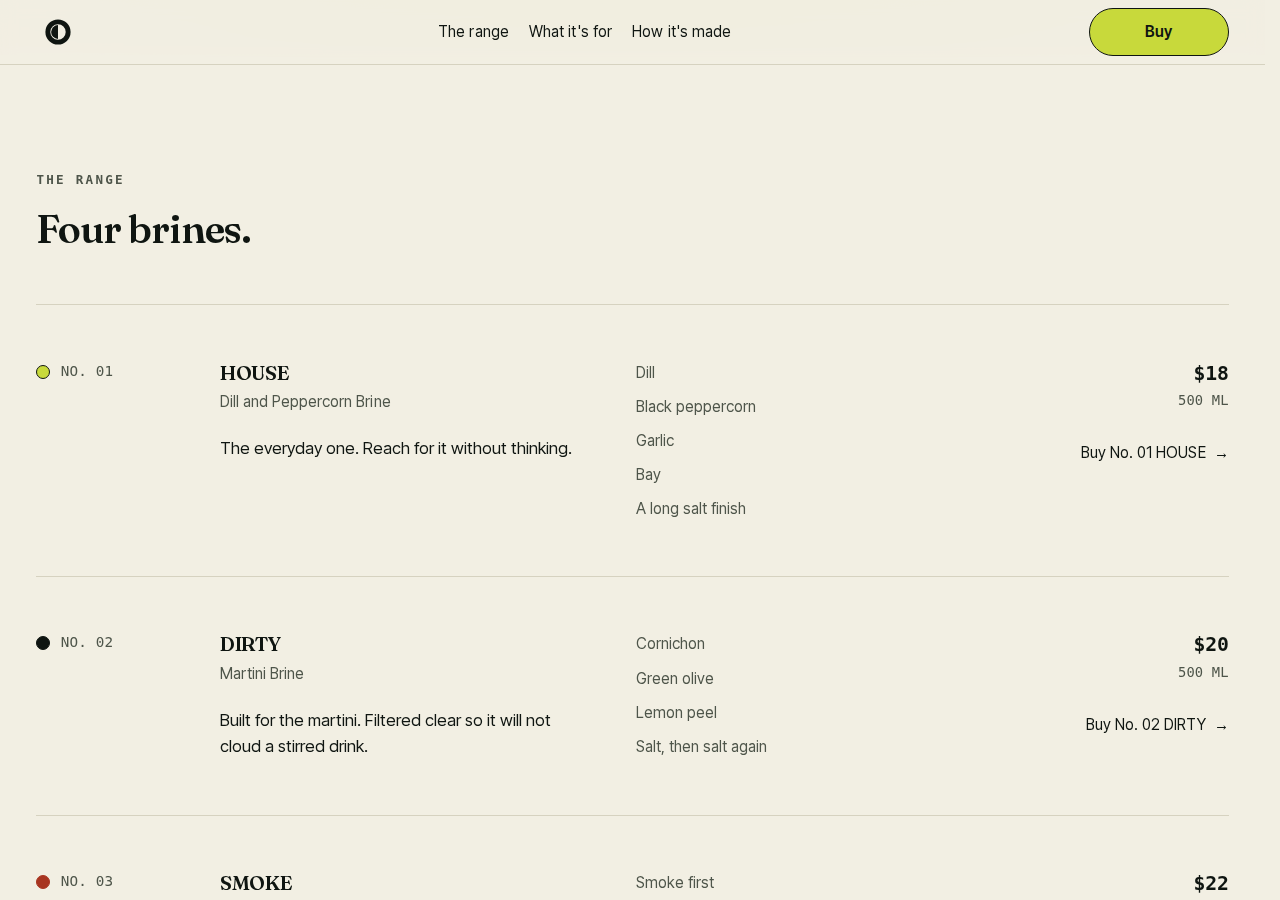 The range
What it's for
How it's made
Buy
THE RANGE
Four brines.
NO. 01
HOUSE
Dill and Peppercorn Brine
The everyday one. Reach for it without thinking.
Dill
Black peppercorn
Garlic
Bay
A long salt finish
$18
500 ML
Buy No. 01 HOUSE →
NO. 02
DIRTY
Martini Brine
Built for the martini. Filtered clear so it will not
cloud a stirred drink.
Cornichon
Green olive
Lemon peel
Salt, then salt again
$20
500 ML
Buy No. 02 DIRTY →
NO. 03
SMOKE
Smoke first
$22